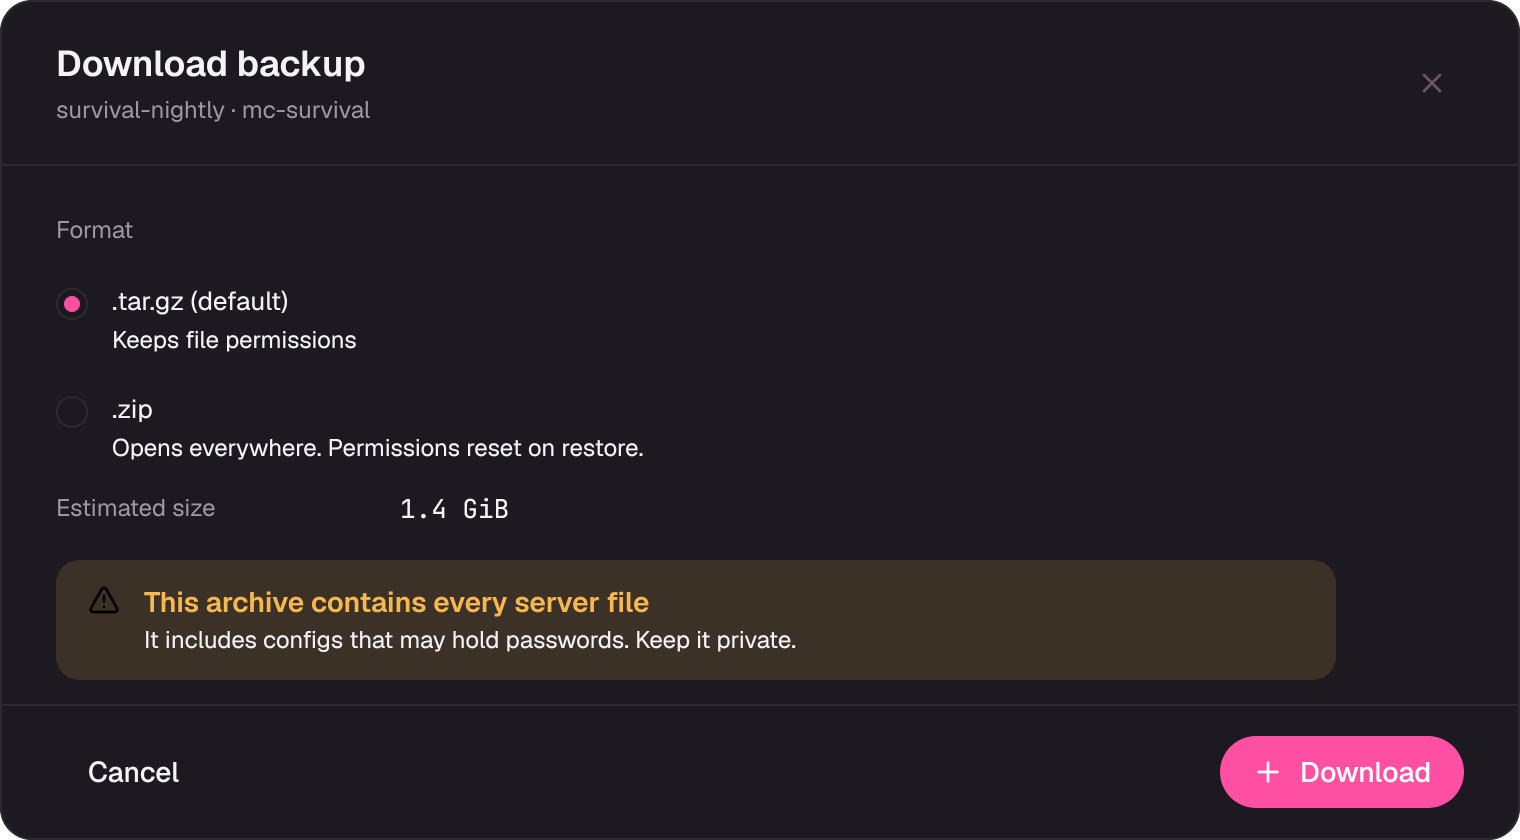 Download backup
survival-nightly · mc-survival
Format
.tar.gz (default)
Keeps file permissions
.zip
Opens everywhere. Permissions reset on restore.
Estimated size 1.4 GiB
This archive contains every server file
It includes configs that may hold passwords. Keep it private.
Cancel
Download